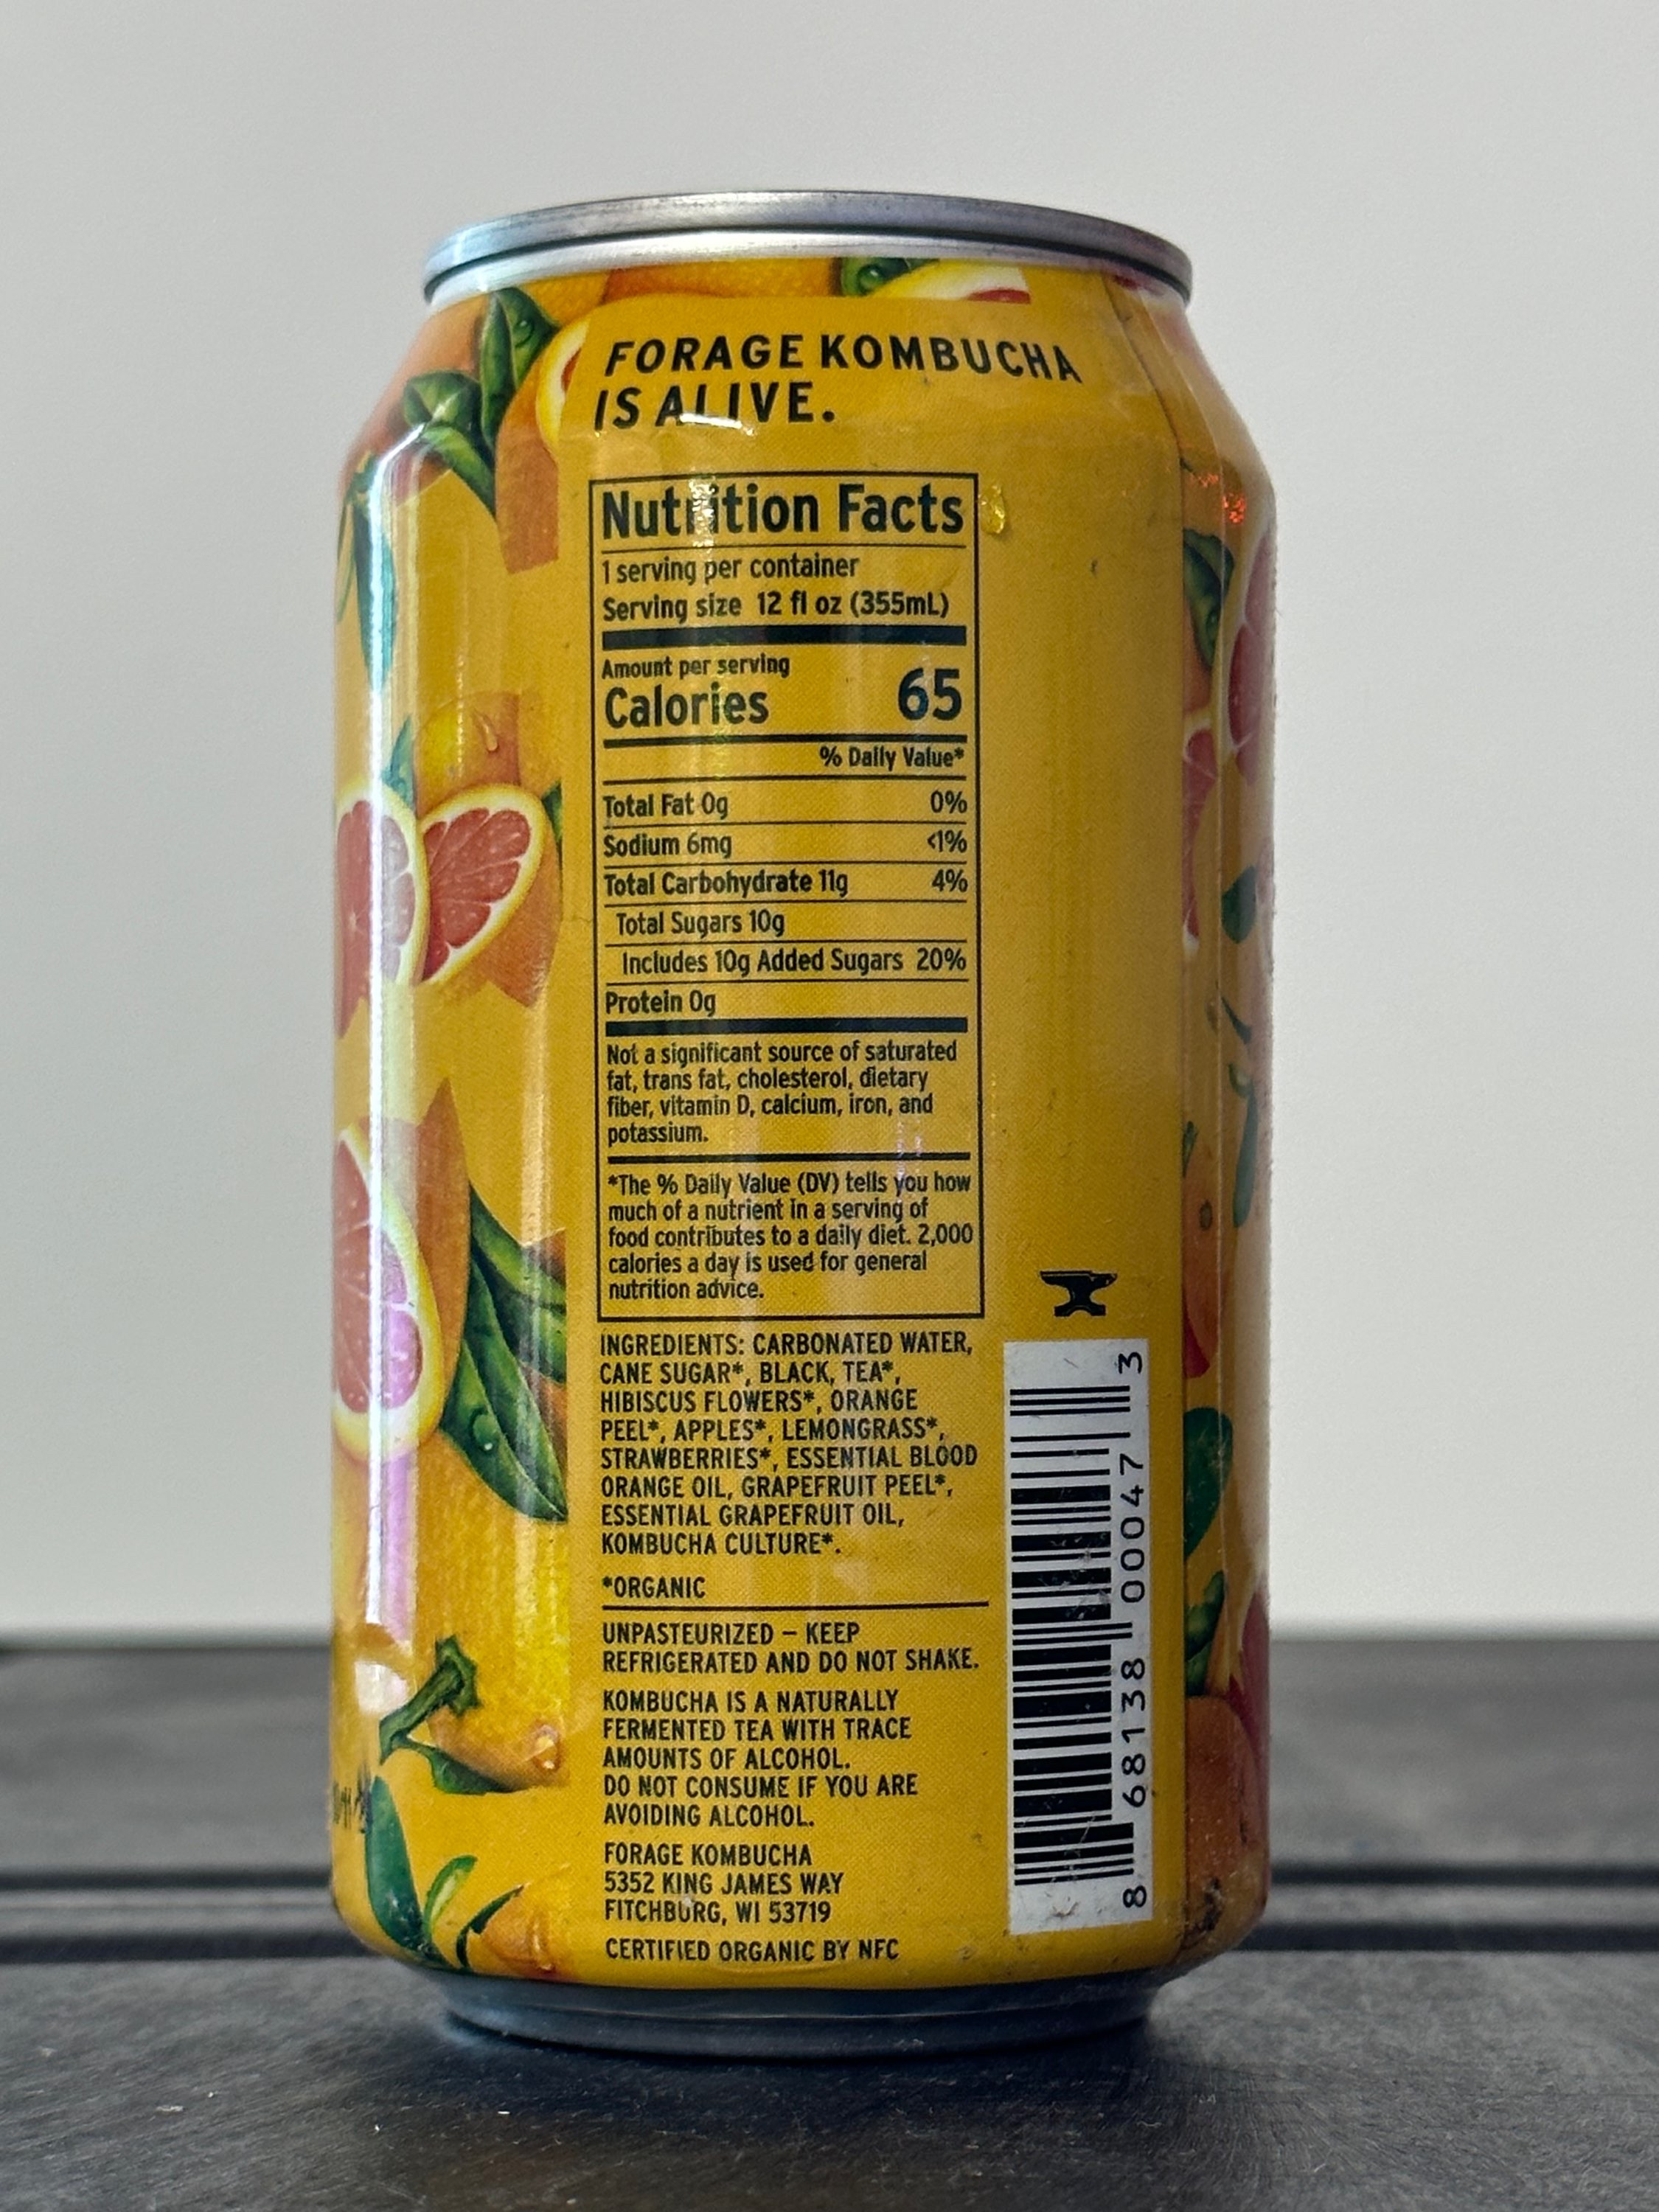 FORAGE KOMBUCHA
IS ALIVE.
Nutrition Facts
1 serving per container
Serving size 12 fl oz (355mL)
Amount per serving
Calories 65
% Daily Value*
Total Fat 0g 0%
Sodium 6mg <1%
Total Carbohydrate 11g 4%
Total Sugars 10g
Includes 10g Added Sugars 20%
Protein 0g
Not a significant source of saturated
fat, trans fat, cholesterol, dietary
fiber, vitamin D, calcium, iron, and
potassium.
*The % Daily Value (DV) tells you how
much of a nutrient in a serving of
food contributes to a daily diet. 2,000
calories a day is used for general
nutrition advice.
INGREDIENTS: CARBONATED WATER,
CANE SUGAR*, BLACK, TEA*,
HIBISCUS FLOWERS*, ORANGE
PEEL*, APPLES*, LEMONGRASS*,
STRAWBERRIES*, ESSENTIAL BLOOD
ORANGE OIL, GRAPEFRUIT PEEL*,
ESSENTIAL GRAPEFRUIT OIL,
KOMBUCHA CULTURE*.
*ORGANIC
UNPASTEURIZED – KEEP
REFRIGERATED AND DO NOT SHAKE.
KOMBUCHA IS A NATURALLY
FERMENTED TEA WITH TRACE
AMOUNTS OF ALCOHOL.
DO NOT CONSUME IF YOU ARE
AVOIDING ALCOHOL.
FORAGE KOMBUCHA
5352 KING JAMES WAY
FITCHBURG, WI 53719
CERTIFIED ORGANIC BY NFC
8 68138 00047 3